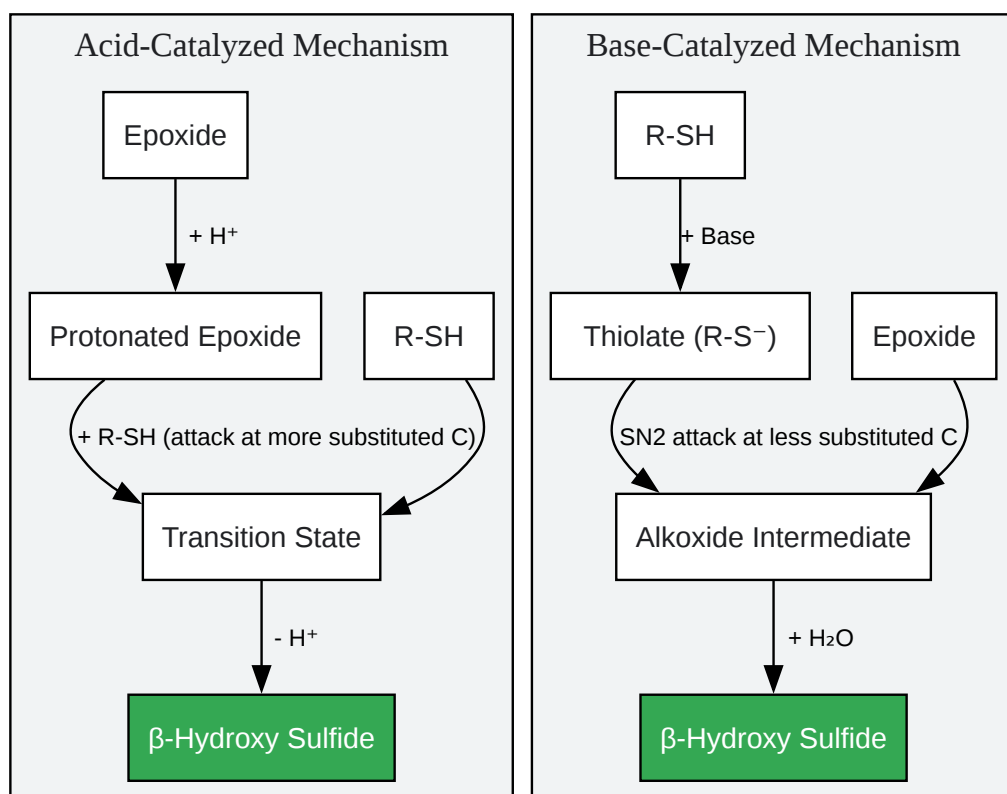 Acid-Catalyzed Mechanism
Epoxide
+ H⁺
Protonated Epoxide
R-SH
+ R-SH (attack at more substituted C)
Transition State
- H⁺
β-Hydroxy Sulfide
Base-Catalyzed Mechanism
R-SH
+ Base
Thiolate (R-S⁻)
Epoxide
SN2 attack at less substituted C
Alkoxide Intermediate
+ H₂O
β-Hydroxy Sulfide